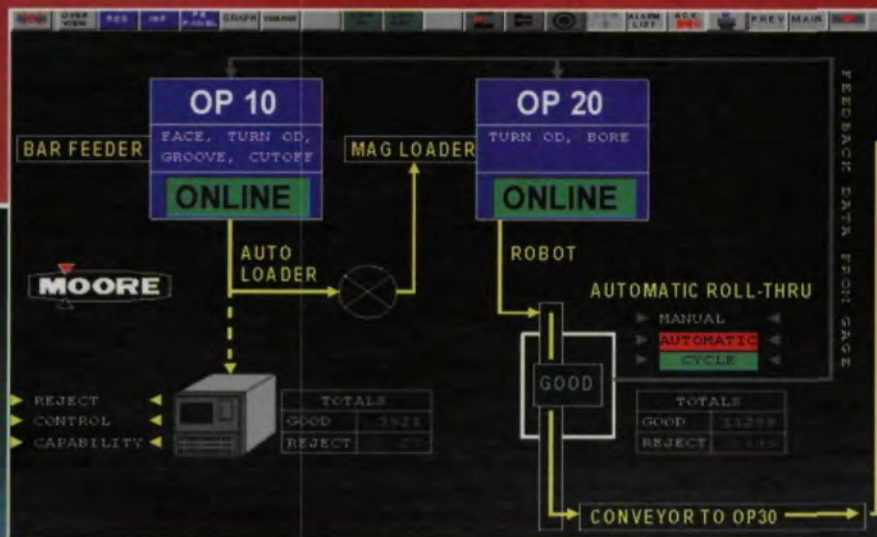 OVER VIEW
GRAPH
ALARM LIST
ACK
PREV
MAIN
OP 10
FACE, TURN OD,
GROOVE, CUTOFF
ONLINE
BAR FEEDER
MAG LOADER
OP 20
TURN OD, BORE
ONLINE
AUTO
LOADER
ROBOT
MOORE
AUTOMATIC ROLL-THRU
MANUAL
AUTOMATIC
CYCLE
FEEDBACK DATA FROM GAGE
GOOD
REJECT
CONTROL
CAPABILITY
TOTALS
GOOD
REJECT
TOTALS
GOOD
REJECT
CONVEYOR TO OP30